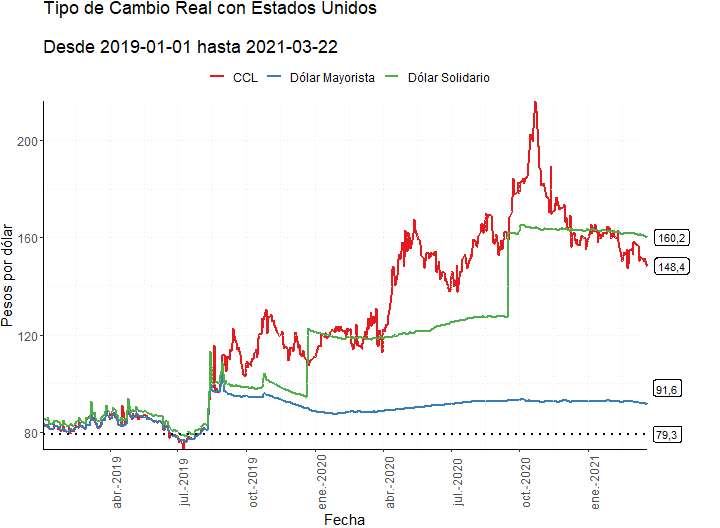 Tipo de Cambio Real con Estados Unidos
Desde 2019-01-01 hasta 2021-03-22
CCL Dólar Mayorista Dólar Solidario
Pesos por dólar
200
160
120
80
160,2
148,4
91,6
79,3
abr.-2019
jul.-2019
oct.-2019
ene.-2020
abr.-2020
jul.-2020
oct.-2020
ene.-2021
Fecha